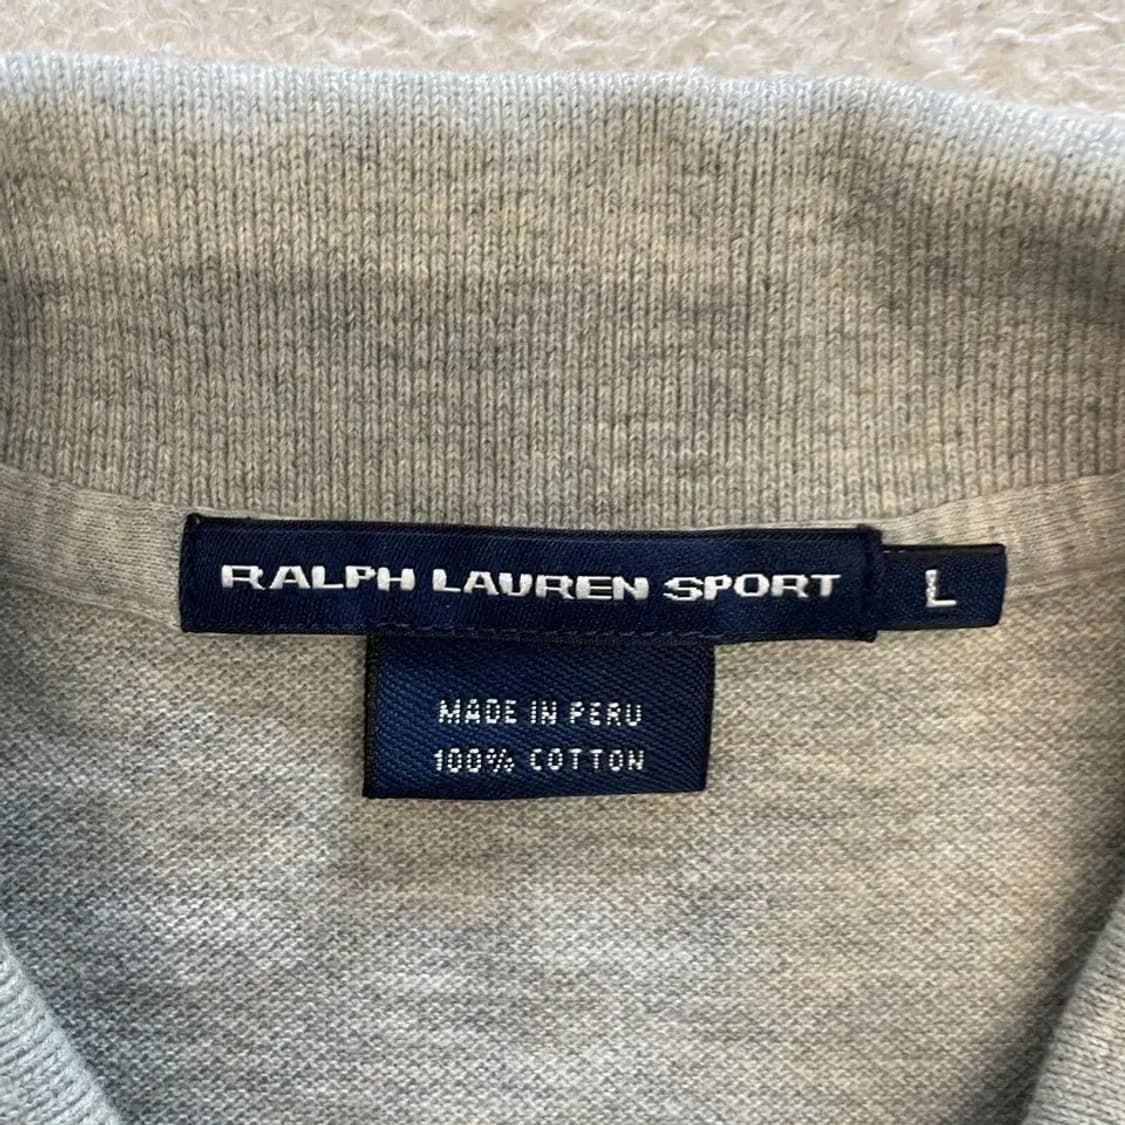 RALPH LAUREN SPORT L
MADE IN PERU
100% COTTON